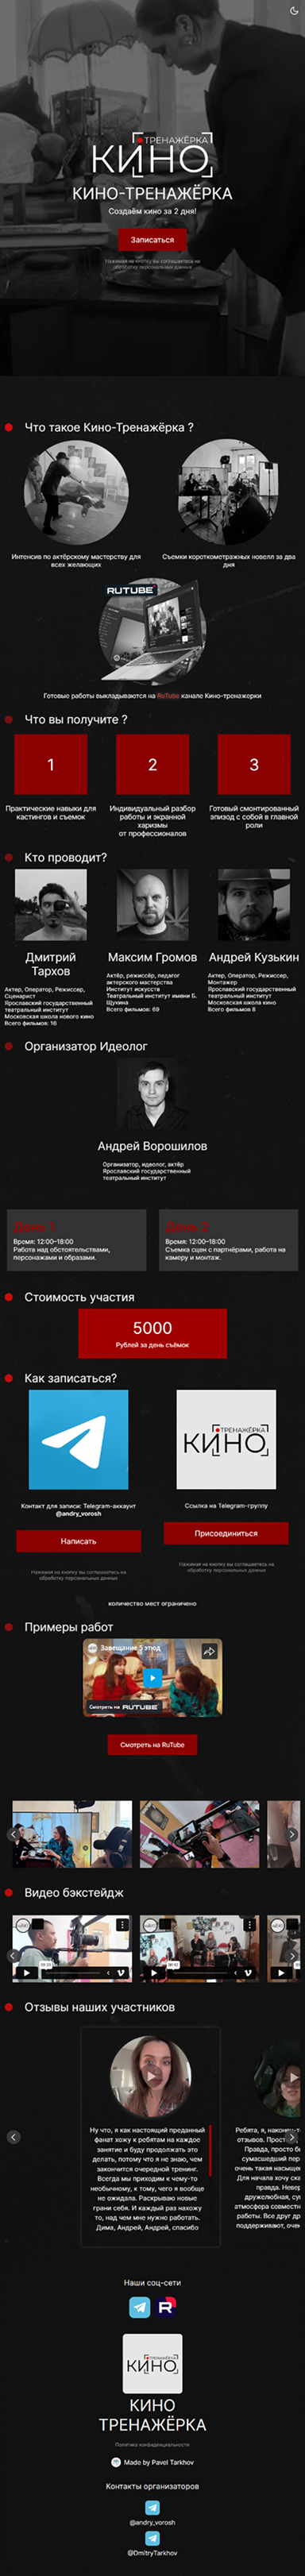 ТРЕНАЖЁРКА
КИНО
КИНО-ТРЕНАЖЁРКА
Создаём кино за 2 дня!
Записаться
Нажимая на кнопку вы соглашаетесь на
обработку персональных данных
Что такое Кино-Тренажёрка ?
Интенсив по актёрскому мастерству для
всех желающих
Съемки короткометражных новелл за два
дня
RUTUBE
Готовые работы выкладываются на RuTube канале Кино-тренажерки
Что вы получите ?
1
2
3
Практические навыки для
кастингов и съемок
Индивидуальный разбор
работы и экранной
харизмы
от профессионалов
Готовый смонтированный
эпизод с собой в главной
роли
Кто проводит?
Дмитрий
Тархов
Актер, Оператор, Режиссер,
Сценарист
Ярославский государственный
театральный институт
Московская школа нового кино
Всего фильмов: 16
Максим Громов
Актёр, режиссёр, педагог
актерского мастерства
Институт искусств
Театральный институт имени Б.
Щукина
Всего фильмов: 69
Андрей Кузькин
Актер, Оператор, Режиссер,
Монтажер
Ярославский государственный
театральный институт
Московская школа кино
Всего фильмов 8
Организатор Идеолог
Андрей Ворошилов
Организатор, идеолог, актёр
Ярославский государственный
театральный институт
День 1
Время: 12:00–18:00
Работа над обстоятельствами,
персонажами и образами.
День 2
Время: 12:00–18:00
Съемка сцен с партнёрами, работа на
камеру и монтаж.
Стоимость участия
5000
Рублей за день съёмок
Как записаться?
ТРЕНАЖЁРКА
КИНО
Контакт для записи: Telegram-аккаунт
@andry_vorosh
Ссылка на Telegram-группу
Написать
Присоединиться
Нажимая на кнопку вы соглашаетесь на
обработку персональных данных
Нажимая на кнопку вы соглашаетесь на
обработку персональных данных
количество мест ограничено
Примеры работ
Завещание 5 этюд
Смотреть на RUTUBE
Смотреть на RuTube
Видео бэкстейдж
Отзывы наших участников
Ну что, я как настоящий преданный
фанат хожу к ребятам на каждое
занятие и буду продолжать это
делать, потому что я не знаю, чем
закончится очередной тренинг.
Всегда мы приходим к чему-то
необычному, к тому, чего я вообще
не ожидала. Раскрываю новые
грани себя. И каждый раз нахожу
то, над чем мне нужно работать.
Дима, Андрей, Андрей, спасибо
Ребята, я,
отзывов.
Правда, просто
сумасшедший
очень такая
Для начала хочу
правда.
дружелюбная,
атмосфера
работы. Все друг
поддерживают,
Наши соц-сети
ТРЕНАЖЁРКА
КИНО
КИНО
ТРЕНАЖЁРКА
Политика конфиденциальности
Made by Pavel Tarkhov
Контакты организаторов
@andry_vorosh
@DmitryTarkhov